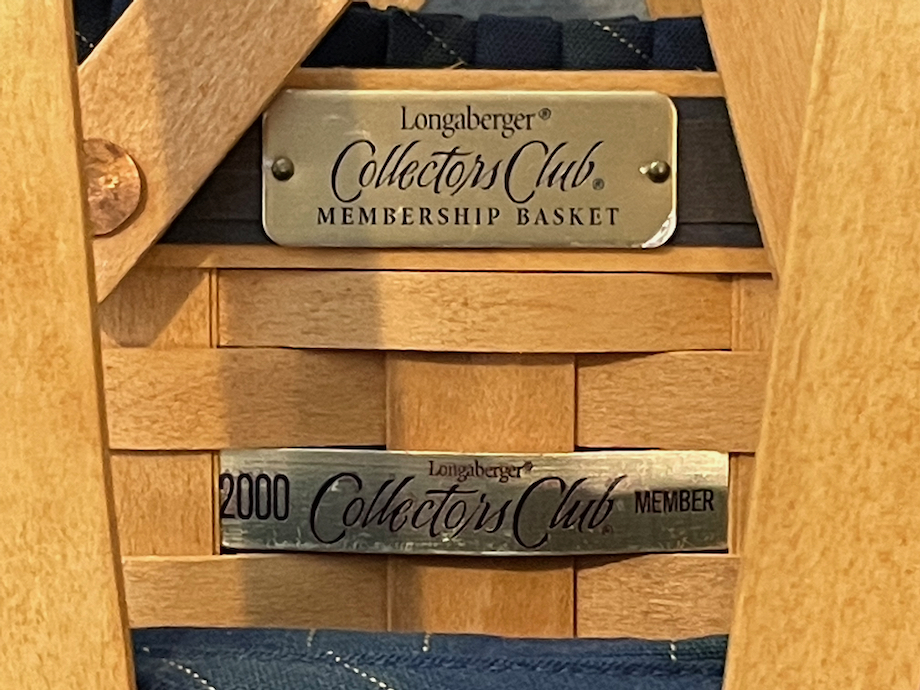 Longaberger®
Collectors Club®
MEMBERSHIP BASKET
Longaberger®
2000 Collectors Club® MEMBER